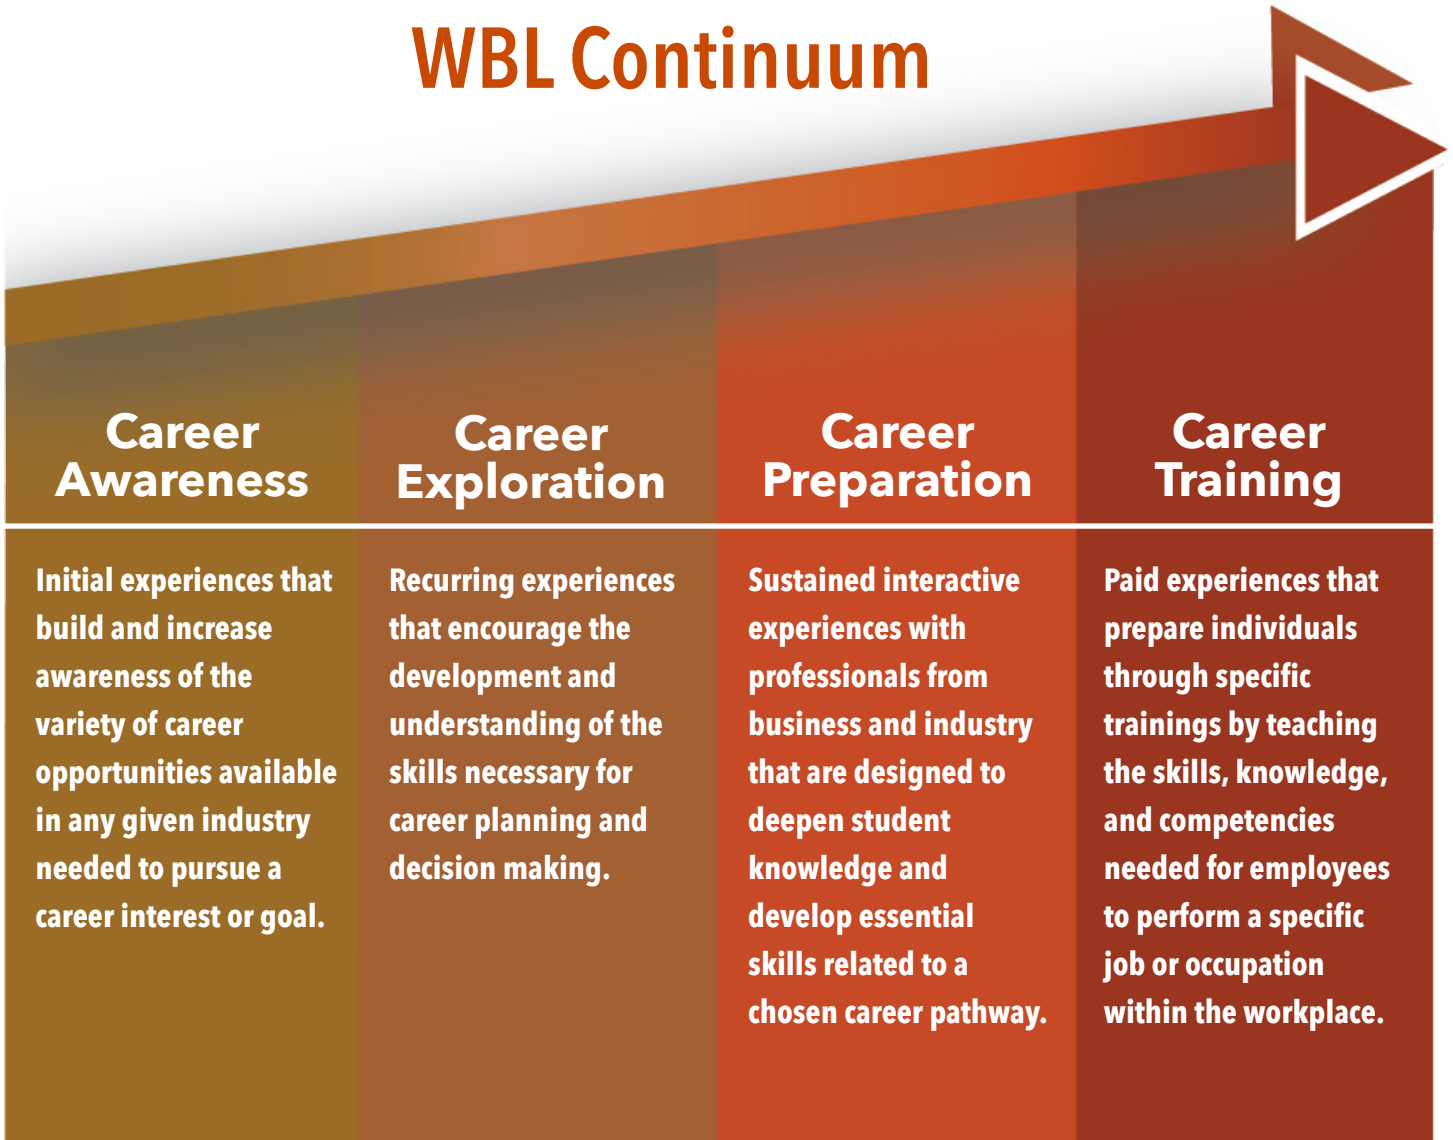 WBL Continuum
Career
Awareness
Initial experiences that
build and increase
awareness of the
variety of career
opportunities available
in any given industry
needed to pursue a
career interest or goal.
Career
Exploration
Recurring experiences
that encourage the
development and
understanding of the
skills necessary for
career planning and
decision making.
Career
Preparation
Sustained interactive
experiences with
professionals from
business and industry
that are designed to
deepen student
knowledge and
develop essential
skills related to a
chosen career pathway.
Career
Training
Paid experiences that
prepare individuals
through specific
trainings by teaching
the skills, knowledge,
and competencies
needed for employees
to perform a specific
job or occupation
within the workplace.